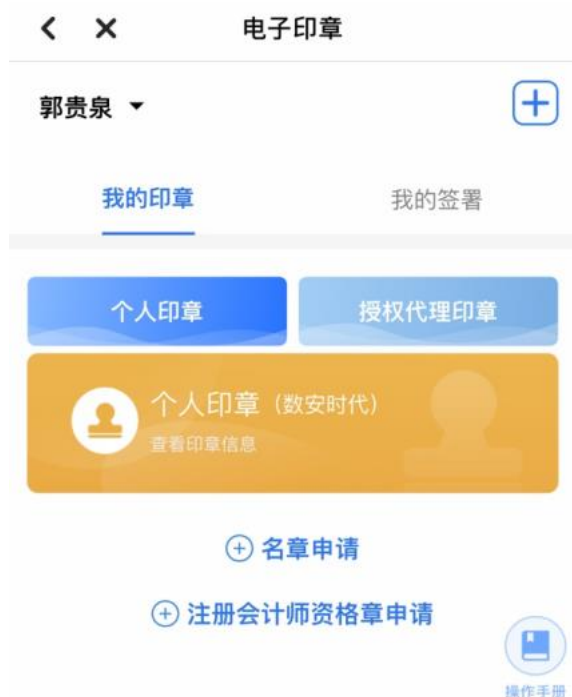 电子印章
郭贵泉
我的印章 我的签署
个人印章 授权代理印章
个人印章（数安时代）
查看印章信息
名章申请
注册会计师资格章申请
操作手册